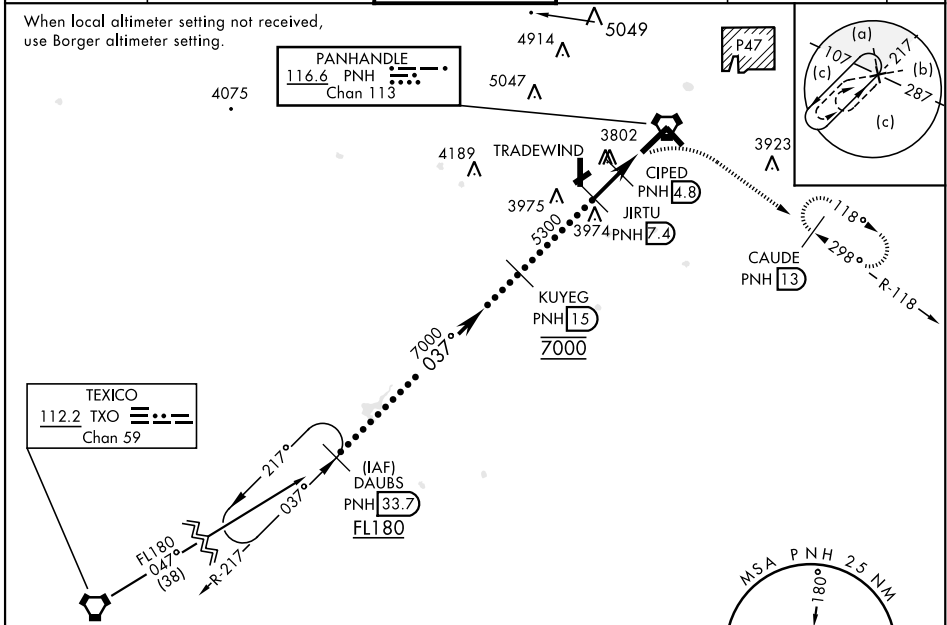 When local altimeter setting not received,
use Borger altimeter setting.
PANHANDLE
116.6 PNH
Chan 113
4075
4914
5049
5047
P47
(a)
107
217
(c)
(b)
287
(c)
3802
4189
TRADEWIND
3923
CIPED
PNH 4.8
3975
JIRTU
3974
PNH 7.4
5300
118°
298°
R-118
CAUDE
PNH 13
KUYEG
PNH 15
7000
7000
037°
TEXICO
112.2 TXO
Chan 59
217°
037°
(IAF)
DAUBS
PNH 33.7
FL180
FL180
047°
(38)
R-217
MSA PNH 25 NM
180°